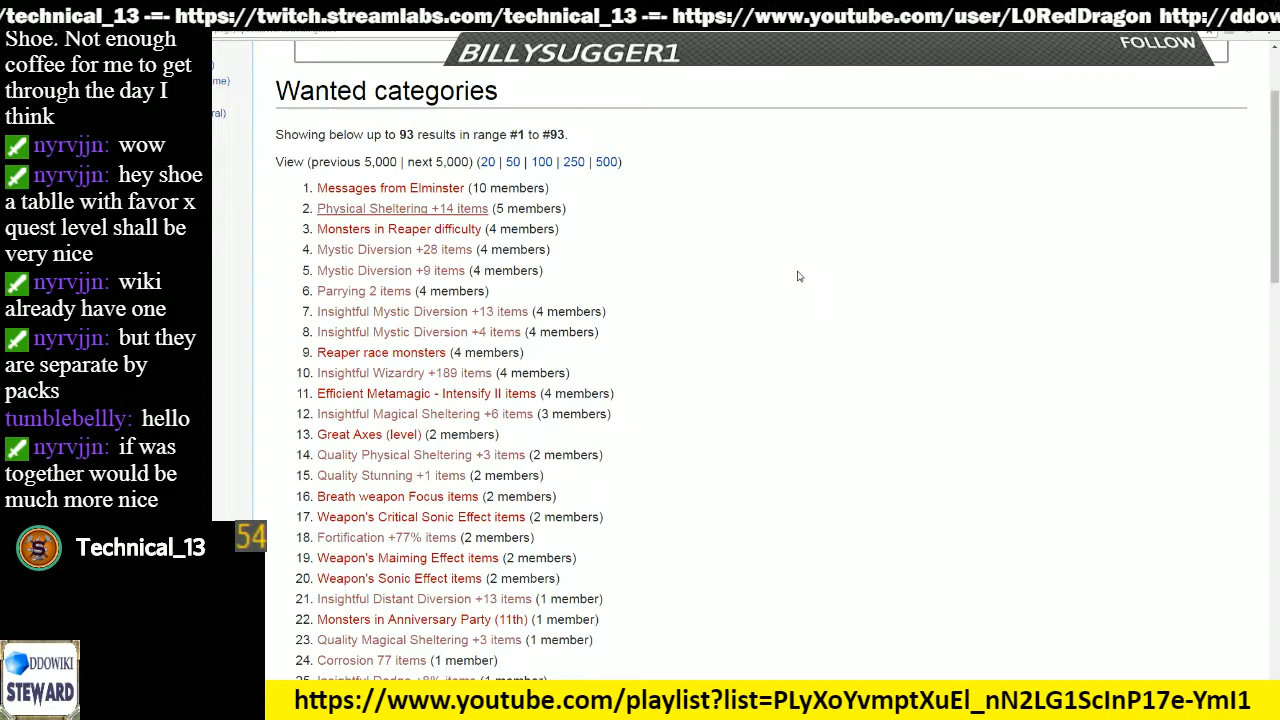 /technical_13 -=- https://twitch.streamlabs.com/technical_13 -=- https://www.youtube.com/user/L0RedDragon http://ddow
Shoe. Not enough
coffee for me to get
through the day I
think
nyrvjjn: wow
nyrvjjn: hey shoe
a tablle with favor x
quest level shall be
very nice
nyrvjjn: wiki
already have one
nyrvjjn: but they
are separate by
packs
tumblebellly: hello
nyrvjjn: if was
together would be
much more nice
Technical_13
54
DDOWIKI
STEWARD
me)
ral)
BILLYSUGGER1
FOLLOW
Wanted categories
Showing below up to 93 results in range #1 to #93.
View (previous 5,000 | next 5,000) (20 | 50 | 100 | 250 | 500)
1. Messages from Elminster (10 members)
2. Physical Sheltering +14 items (5 members)
3. Monsters in Reaper difficulty (4 members)
4. Mystic Diversion +28 items (4 members)
5. Mystic Diversion +9 items (4 members)
6. Parrying 2 items (4 members)
7. Insightful Mystic Diversion +13 items (4 members)
8. Insightful Mystic Diversion +4 items (4 members)
9. Reaper race monsters (4 members)
10. Insightful Wizardry +189 items (4 members)
11. Efficient Metamagic - Intensify II items (4 members)
12. Insightful Magical Sheltering +6 items (3 members)
13. Great Axes (level) (2 members)
14. Quality Physical Sheltering +3 items (2 members)
15. Quality Stunning +1 items (2 members)
16. Breath weapon Focus items (2 members)
17. Weapon's Critical Sonic Effect items (2 members)
18. Fortification +77% items (2 members)
19. Weapon's Maiming Effect items (2 members)
20. Weapon's Sonic Effect items (2 members)
21. Insightful Distant Diversion +13 items (1 member)
22. Monsters in Anniversary Party (11th) (1 member)
23. Quality Magical Sheltering +3 items (1 member)
24. Corrosion 77 items (1 member)
25. Insightful Dodge +8% items (1 member)
https://www.youtube.com/playlist?list=PLyXoYvmptXuEl_nN2LG1ScInP17e-YmI1